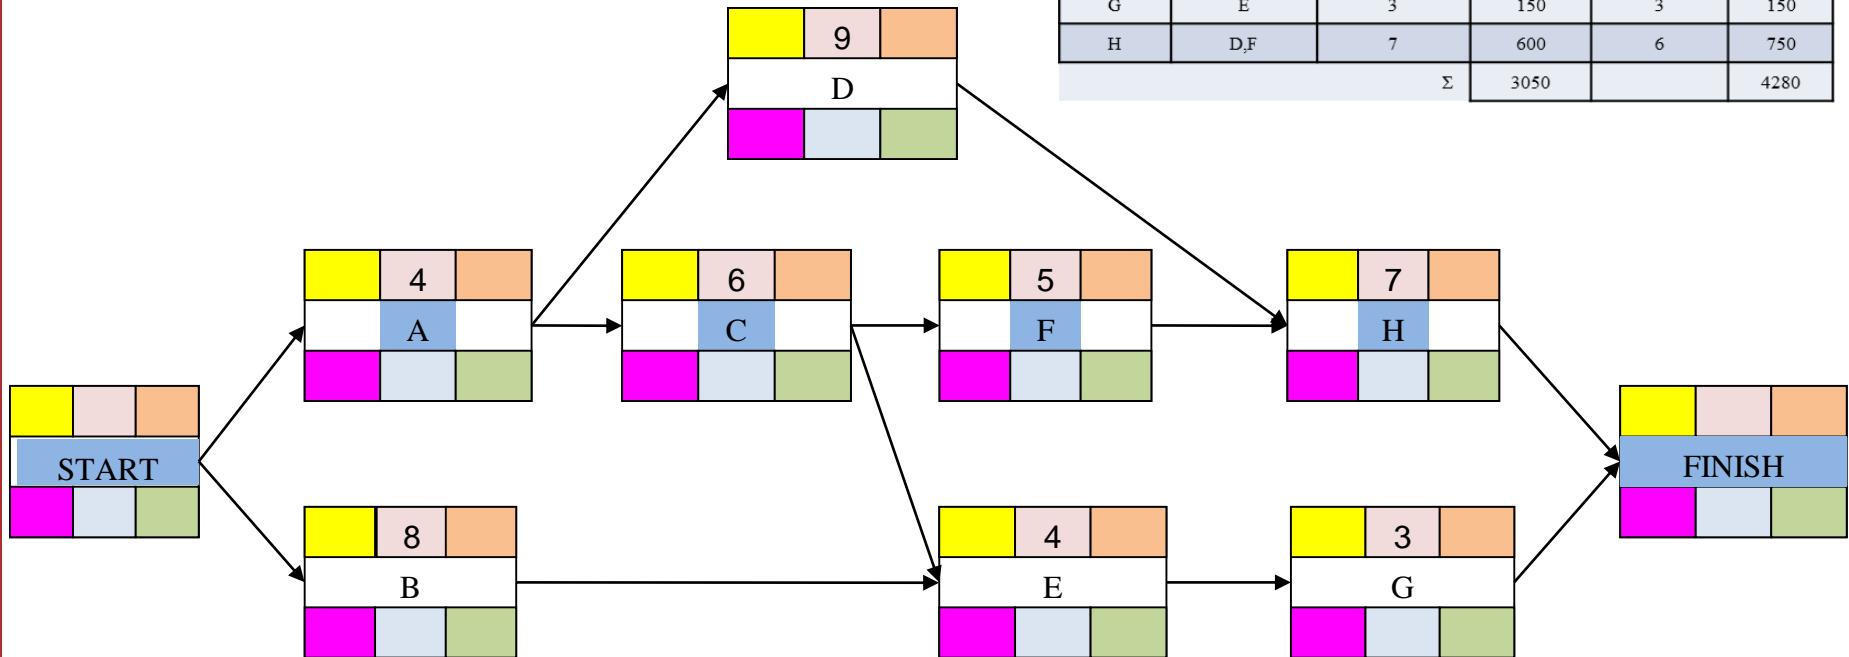 G E 3 150 3 150
9
H D,F 7 600 6 750
Σ 3050 4280
D
4 6 5 7
A C F H
START FINISH
8 4 3
B E G